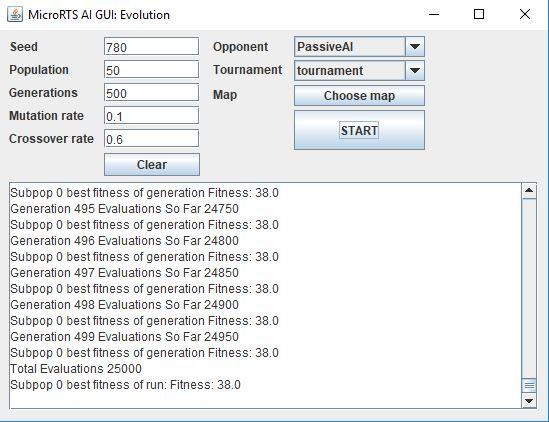 MicroRTS AI GUI: Evolution
Seed 780 Opponent PassiveAI
Population 50 Tournament tournament
Generations 500 Map Choose map
Mutation rate 0.1 START
Crossover rate 0.6
Clear
Subpop 0 best fitness of generation Fitness: 38.0
Generation 495 Evaluations So Far 24750
Subpop 0 best fitness of generation Fitness: 38.0
Generation 496 Evaluations So Far 24800
Subpop 0 best fitness of generation Fitness: 38.0
Generation 497 Evaluations So Far 24850
Subpop 0 best fitness of generation Fitness: 38.0
Generation 498 Evaluations So Far 24900
Subpop 0 best fitness of generation Fitness: 38.0
Generation 499 Evaluations So Far 24950
Subpop 0 best fitness of generation Fitness: 38.0
Total Evaluations 25000
Subpop 0 best fitness of run: Fitness: 38.0